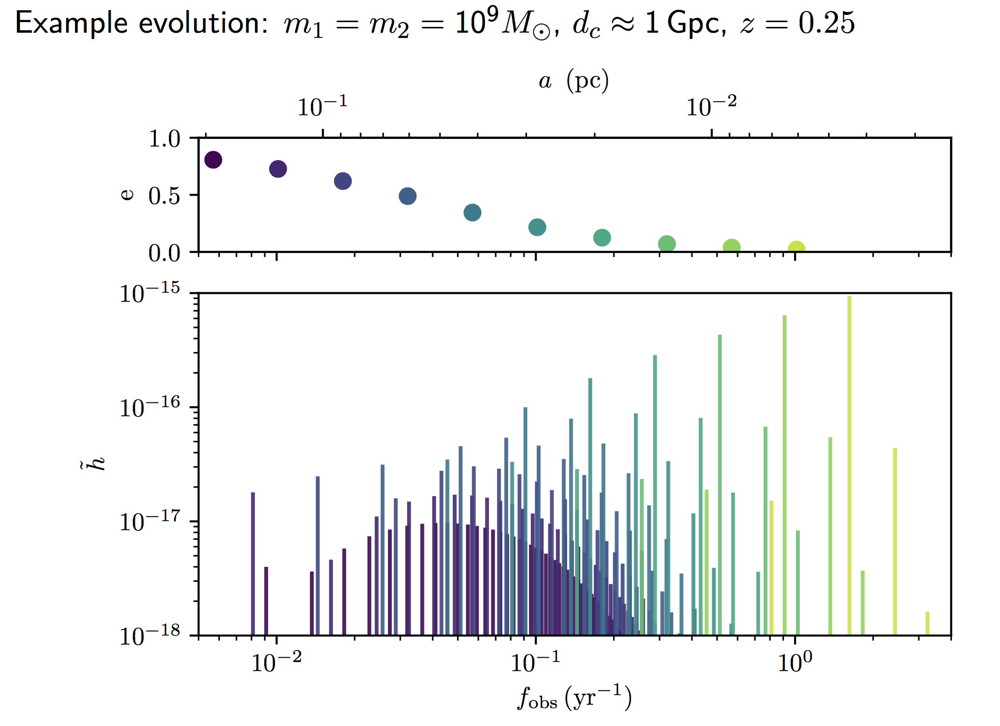 Example evolution: m₁ = m₂ = 10⁹M⊙, d_c ≈ 1 Gpc, z = 0.25
a (pc)
10⁻¹ 10⁻²
1.0
e 0.5
0.0
10⁻¹⁵
10⁻¹⁶
h̃
10⁻¹⁷
10⁻¹⁸
10⁻² 10⁻¹ 10⁰
f_obs (yr⁻¹)